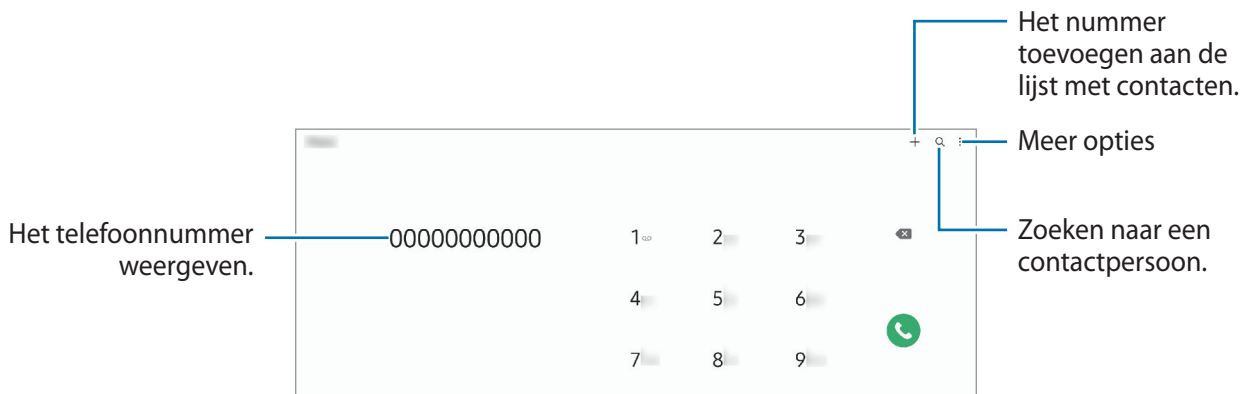 Het nummer
toevoegen aan de
lijst met contacten.
Meer opties
Het telefoonnummer
weergeven.
00000000000
1 2 3
Zoeken naar een
contactpersoon.
4 5 6
7 8 9